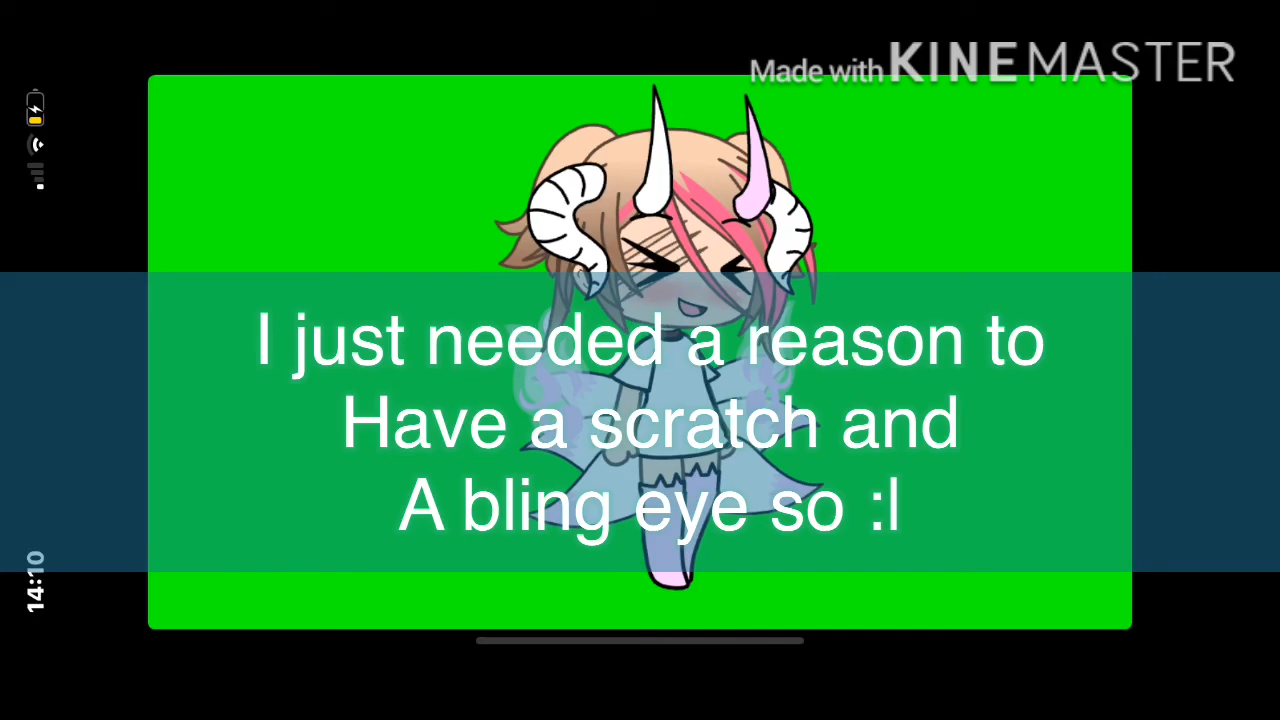 Made with KINEMASTER
I just needed a reason to
Have a scratch and
A bling eye so :l
14:10